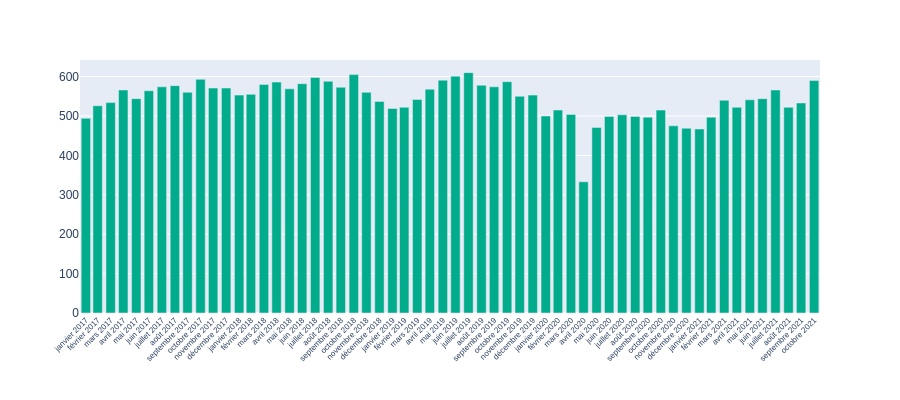 600
500
400
300
200
100
0
janvier 2017
février 2017
mars 2017
avril 2017
mai 2017
juin 2017
juillet 2017
août 2017
septembre 2017
octobre 2017
novembre 2017
décembre 2017
janvier 2018
février 2018
mars 2018
avril 2018
mai 2018
juin 2018
juillet 2018
août 2018
septembre 2018
octobre 2018
novembre 2018
décembre 2018
janvier 2019
février 2019
mars 2019
avril 2019
mai 2019
juin 2019
juillet 2019
août 2019
septembre 2019
octobre 2019
novembre 2019
décembre 2019
janvier 2020
février 2020
mars 2020
avril 2020
mai 2020
juin 2020
juillet 2020
août 2020
septembre 2020
octobre 2020
novembre 2020
décembre 2020
janvier 2021
février 2021
mars 2021
avril 2021
mai 2021
juin 2021
juillet 2021
août 2021
septembre 2021
octobre 2021